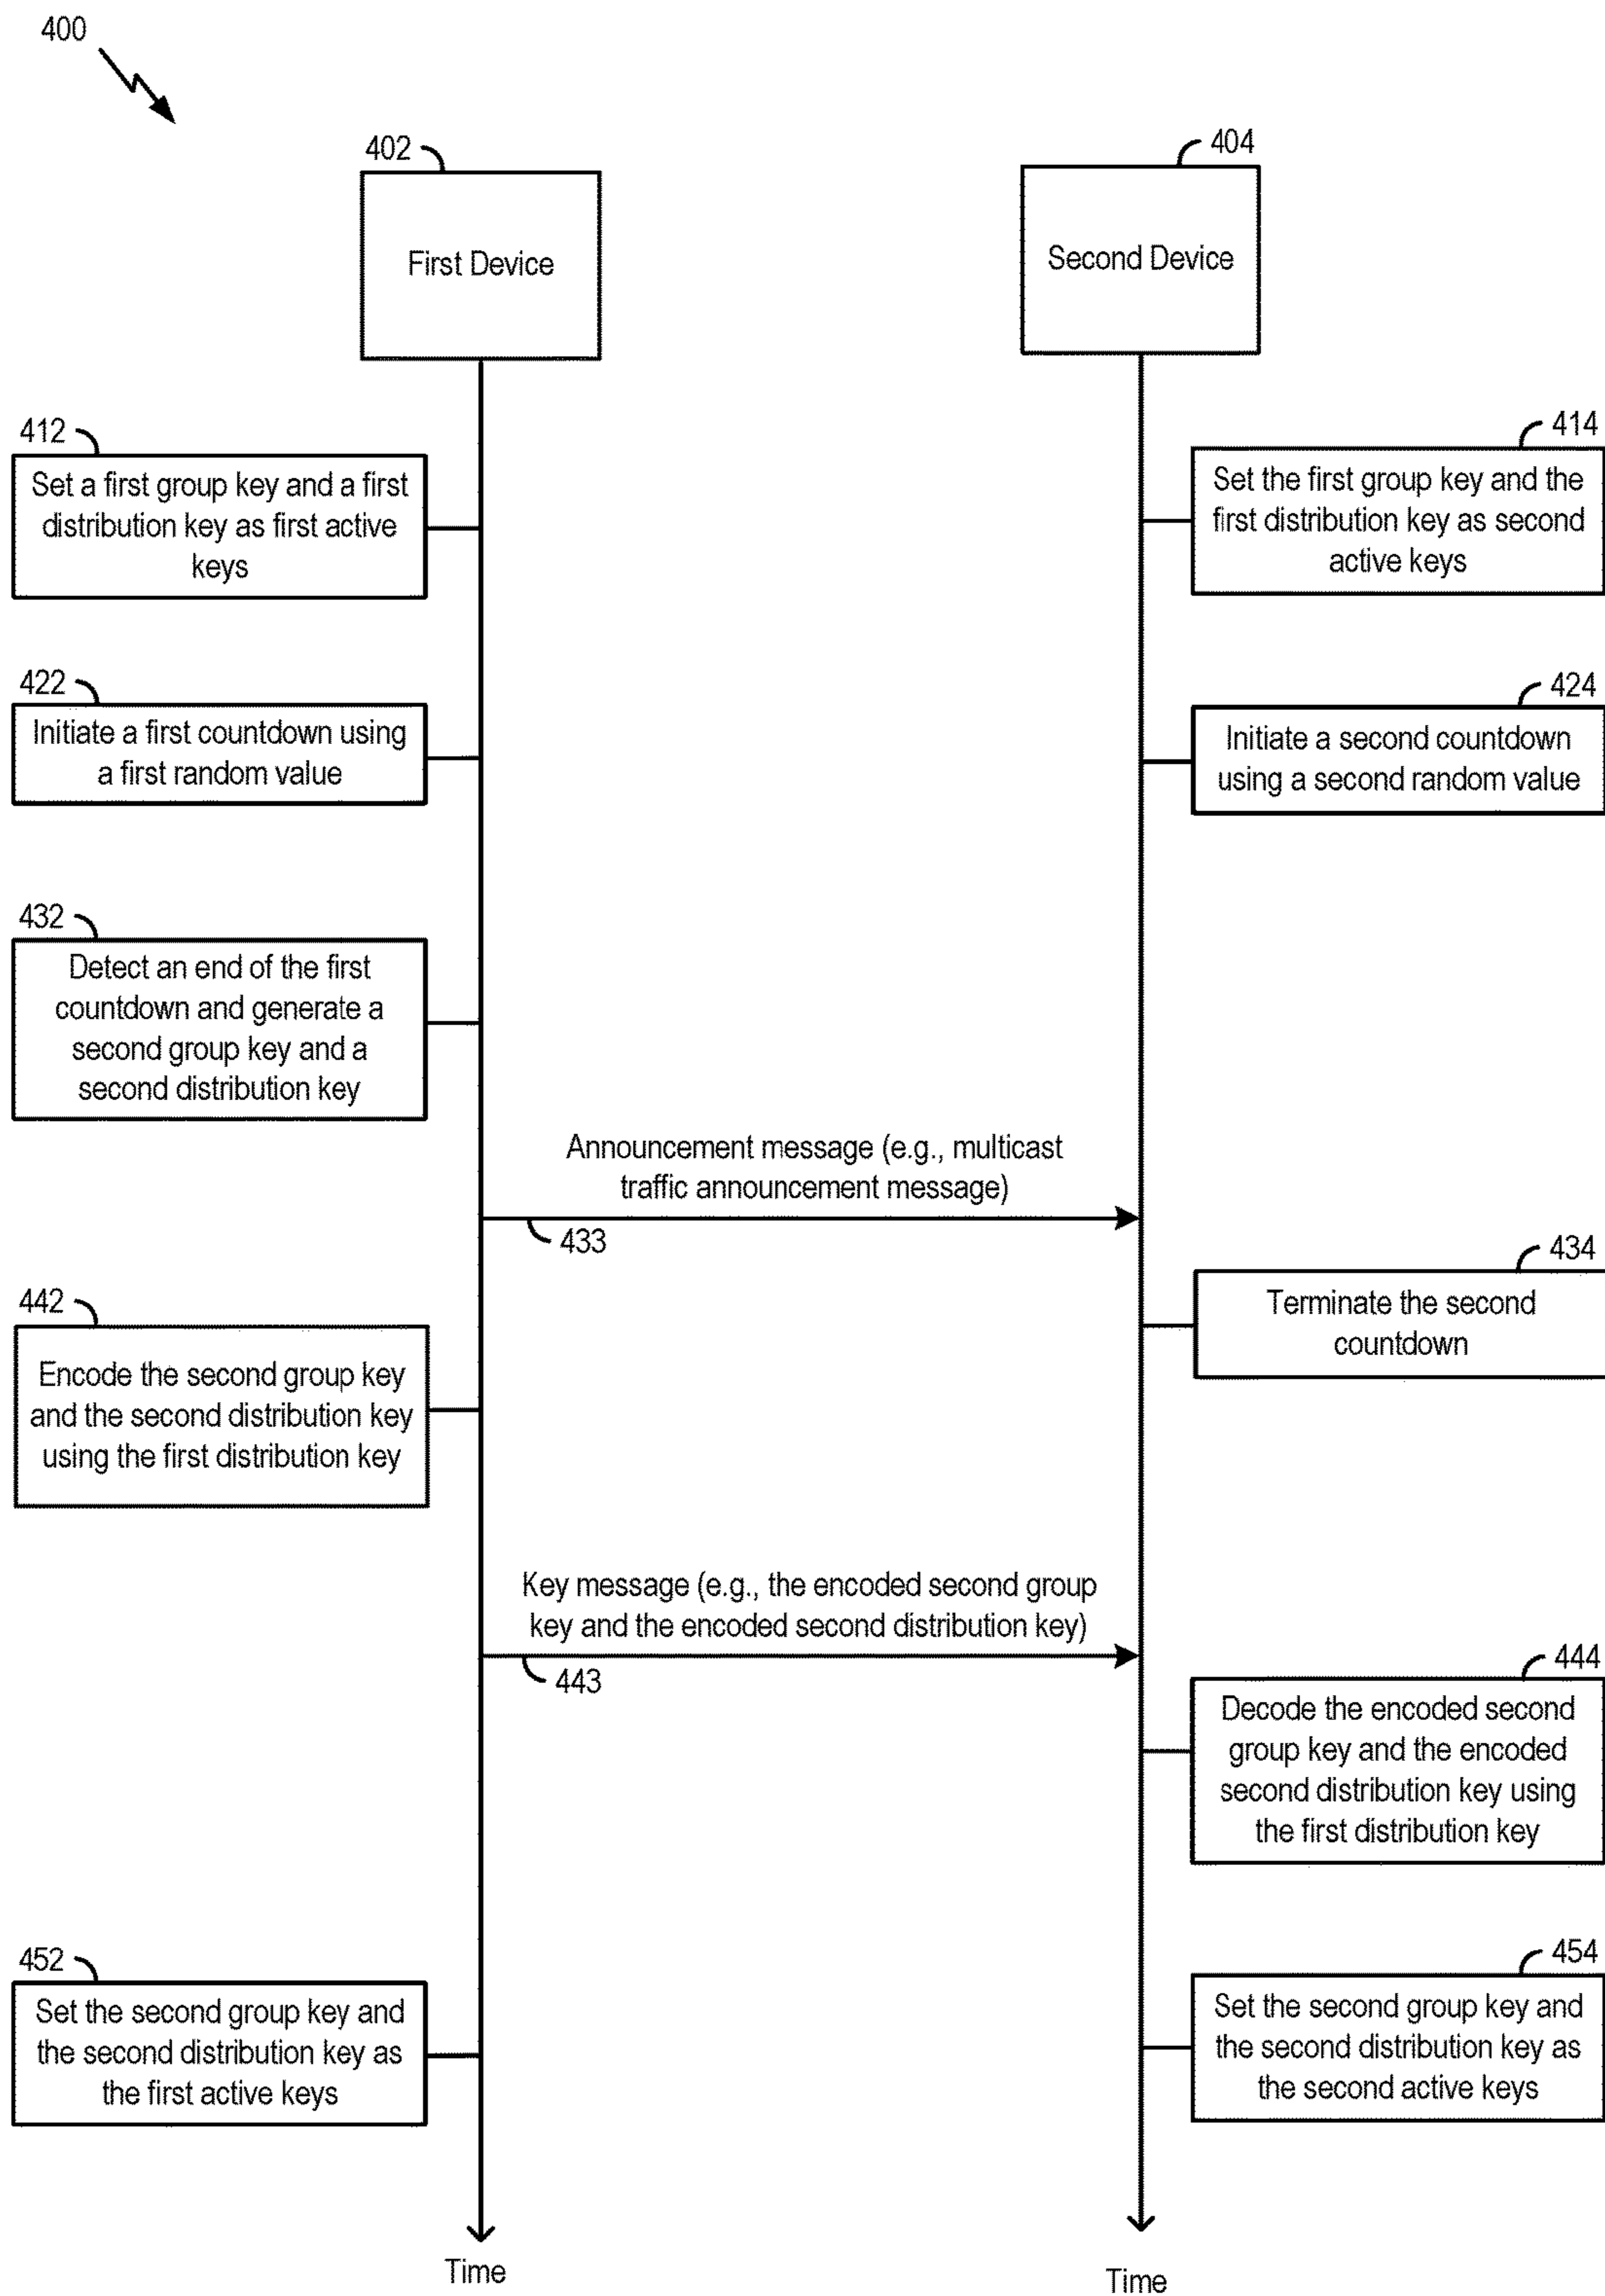 400
402
404
First Device
Second Device
412
414
Set a first group key and a first
distribution key as first active
keys
Set the first group key and the
first distribution key as second
active keys
422
424
Initiate a first countdown using
a first random value
Initiate a second countdown
using a second random value
432
Detect an end of the first
countdown and generate a
second group key and a
second distribution key
Announcement message (e.g., multicast
traffic announcement message)
433
434
Terminate the second
countdown
442
Encode the second group key
and the second distribution key
using the first distribution key
Key message (e.g., the encoded second group
key and the encoded second distribution key)
443
444
Decode the encoded second
group key and the encoded
second distribution key using
the first distribution key
452
454
Set the second group key and
the second distribution key as
the first active keys
Set the second group key and
the second distribution key as
the second active keys
Time
Time